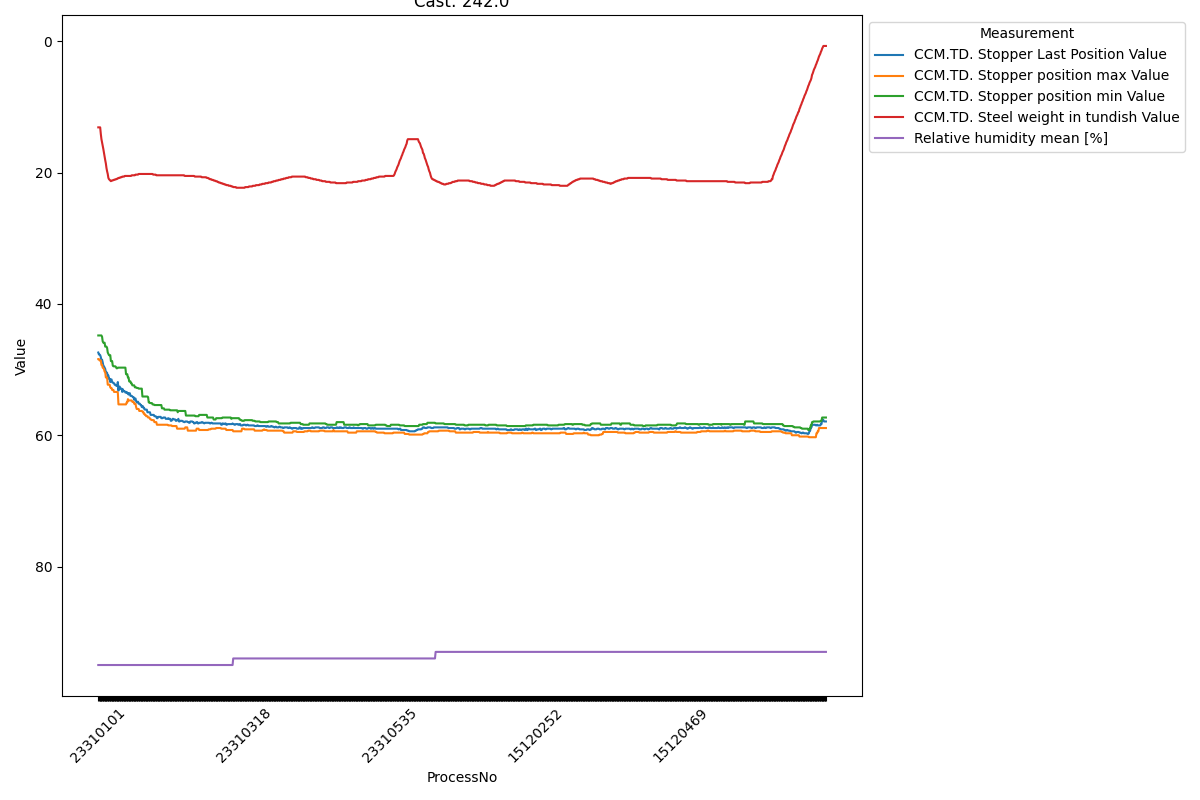 Cast: 242.0
Measurement
CCM.TD. Stopper Last Position Value
CCM.TD. Stopper position max Value
CCM.TD. Stopper position min Value
CCM.TD. Steel weight in tundish Value
Relative humidity mean [%]
0
20
40
60
80
Value
23310101
23310318
23310535
15120252
15120469
ProcessNo